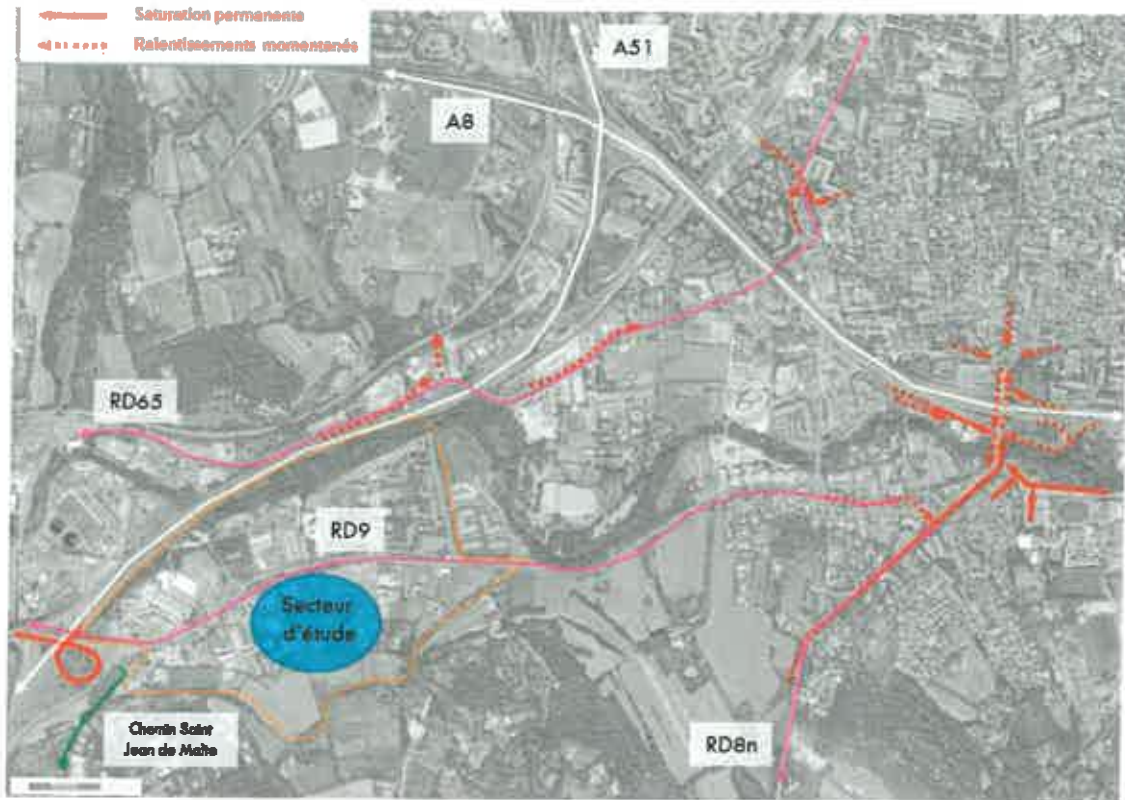 Saturation permanente
Ralentissements momentanés
A51
A8
RD65
RD9
Secteur
d'étude
Chemin Saint
Jean de Malte
RD8n